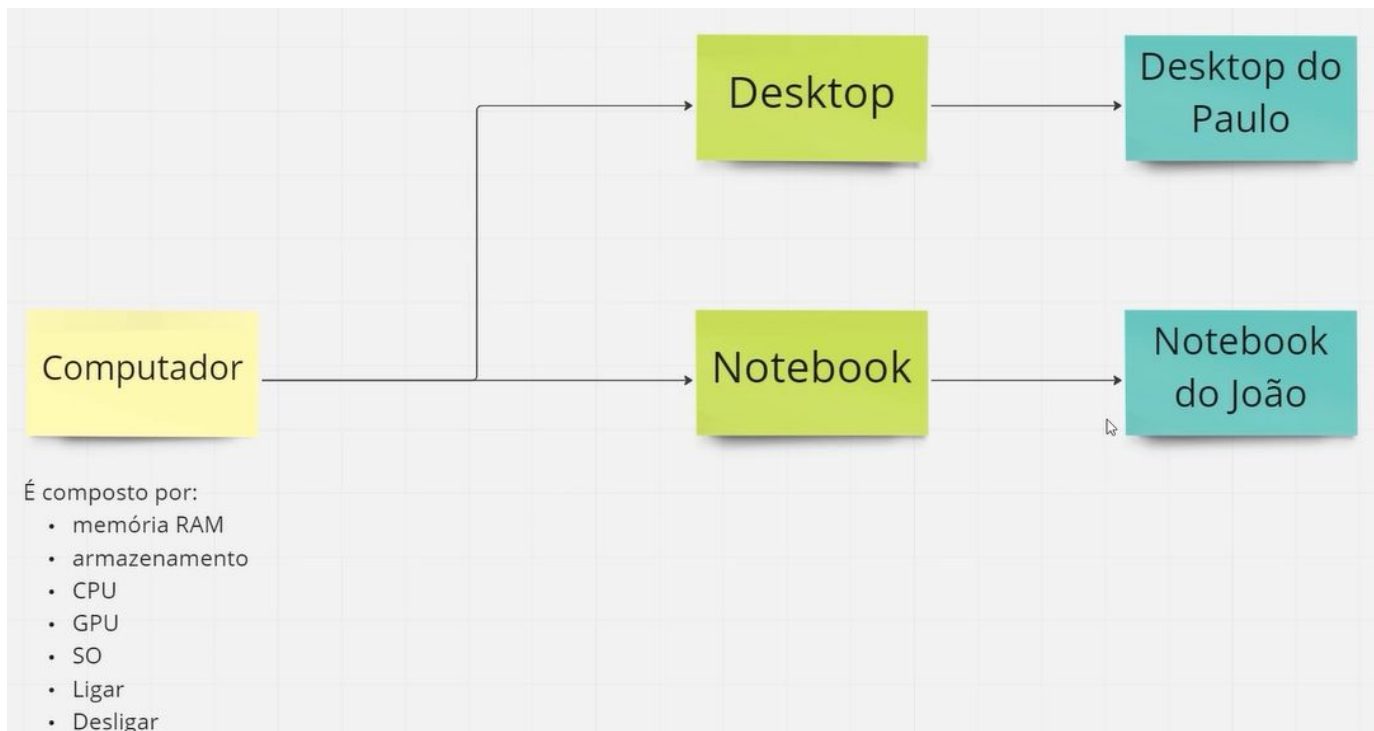 Desktop
Desktop do
Paulo
Computador
Notebook
Notebook
do João
É composto por:
• memória RAM
• armazenamento
• CPU
• GPU
• SO
• Ligar
• Desligar